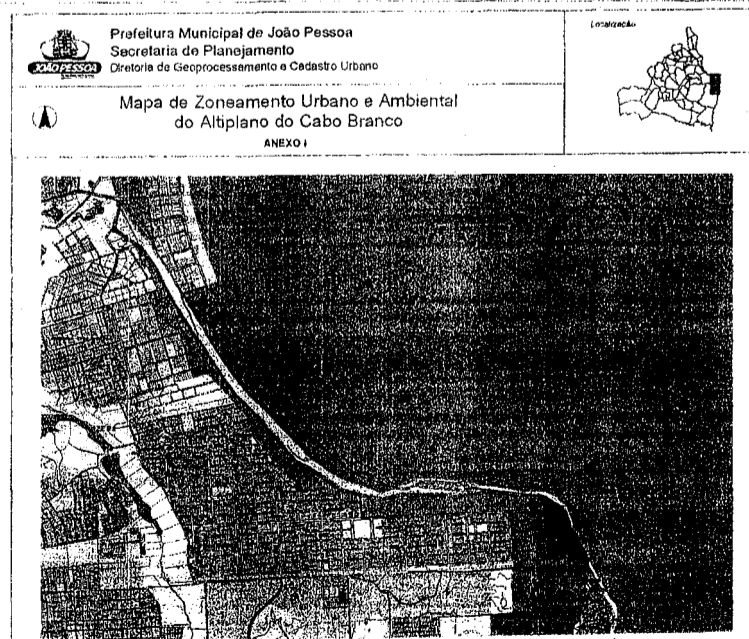 Prefeitura Municipal de João Pessoa
Secretaria de Planejamento
Diretoria de Geoprocessamento e Cadastro Urbano
JOÃO PESSOA
Mapa de Zoneamento Urbano e Ambiental
do Altiplano do Cabo Branco
ANEXO I
Localização